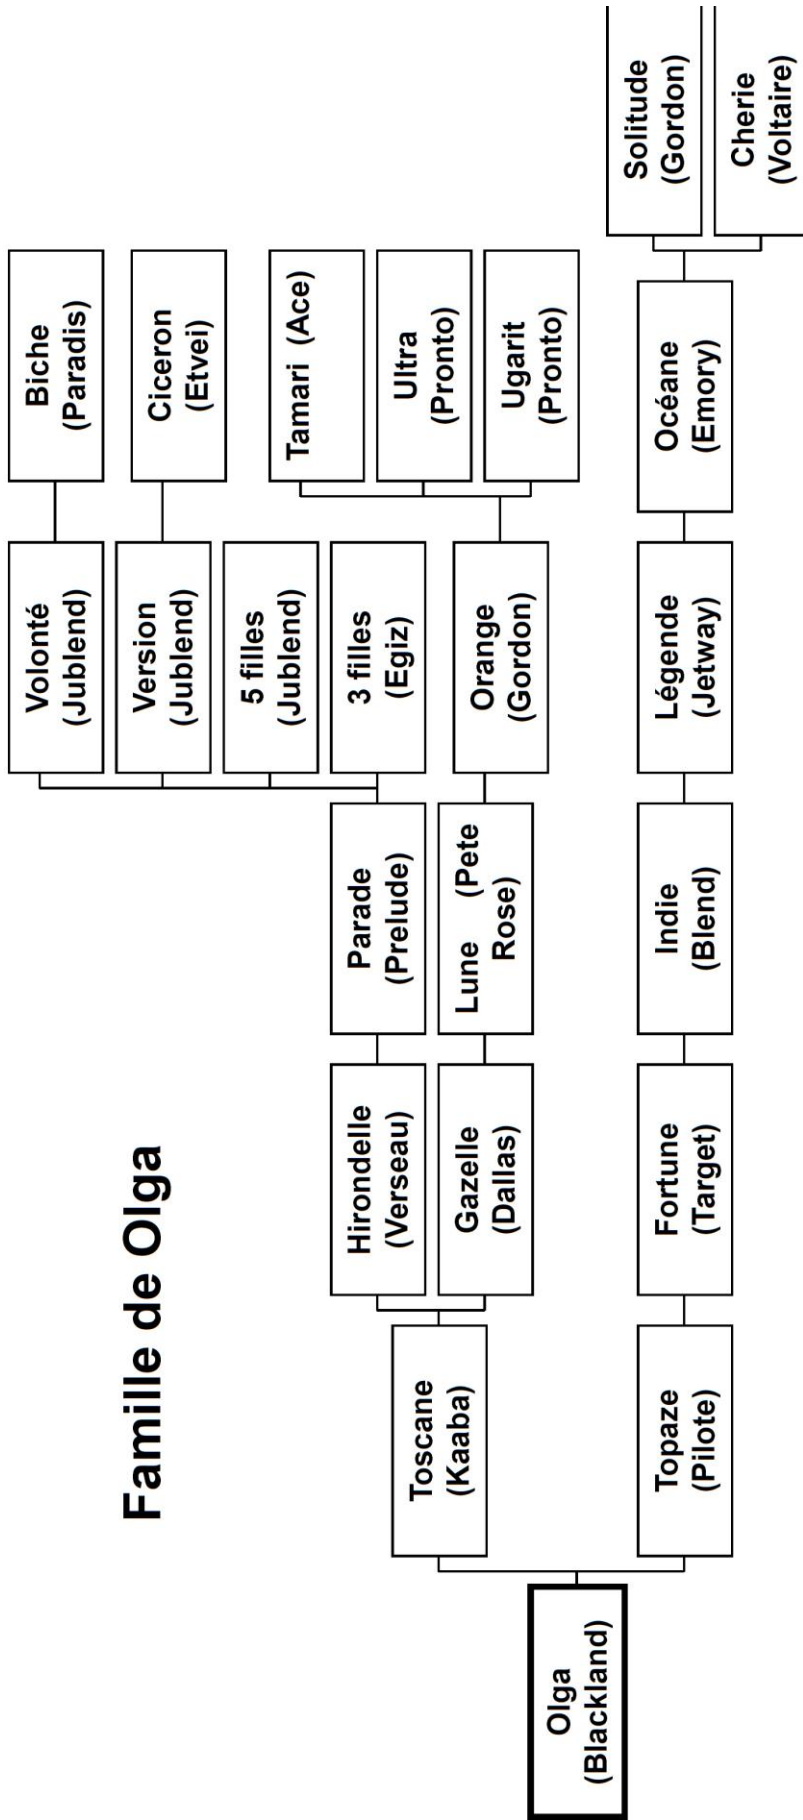 Famille de Olga
Olga
(Blackland)
Toscane
(Kaaba)
Topaze
(Pilote)
Hirondelle
(Verseau)
Gazelle
(Dallas)
Fortune
(Target)
Parade
(Prelude)
Lune (Pete
Rose)
Indie
(Blend)
Volonté
(Jublend)
Version
(Jublend)
5 filles
(Jublend)
3 filles
(Egiz)
Orange
(Gordon)
Légende
(Jetway)
Biche
(Paradis)
Ciceron
(Etvei)
Tamari (Ace)
Ultra
(Pronto)
Ugarit
(Pronto)
Océane
(Emory)
Solitude
(Gordon)
Cherie
(Voltaire)